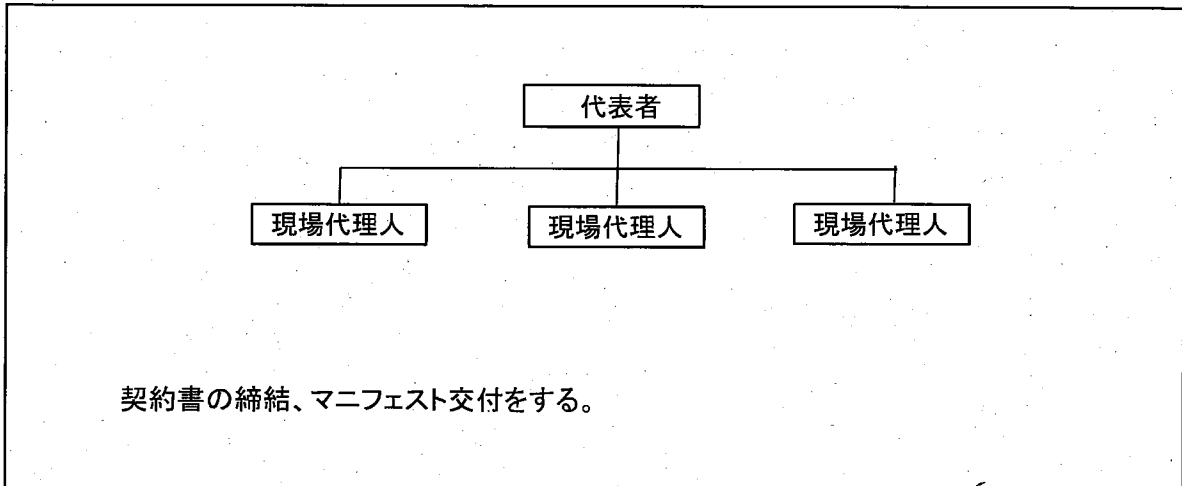 代表者
現場代理人
現場代理人
現場代理人
契約書の締結、マニフェスト交付をする。